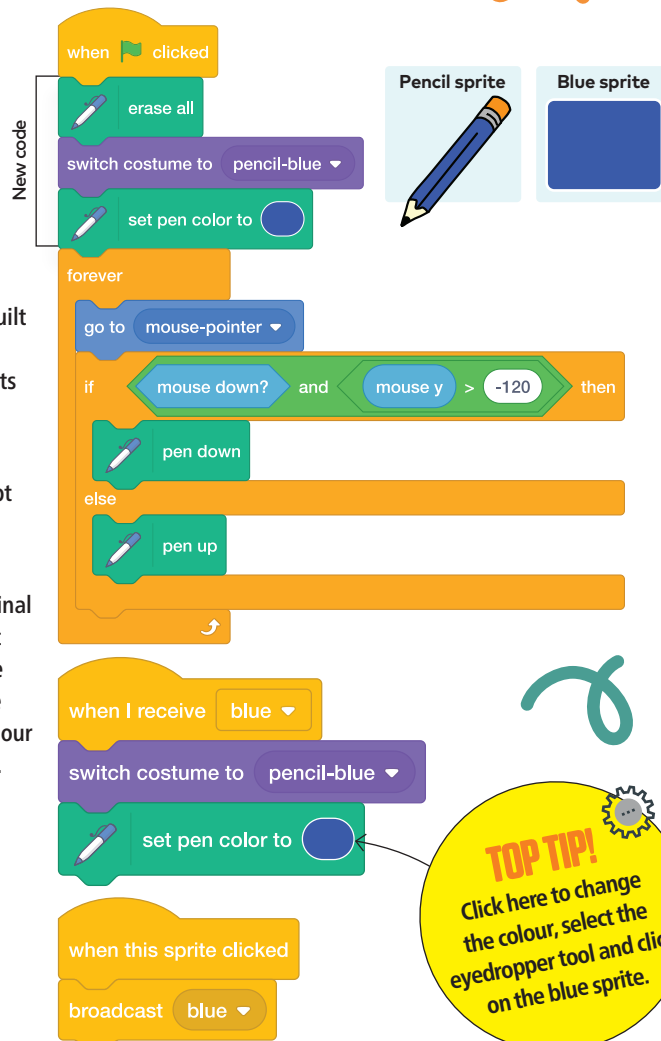 when clicked
New code
erase all
switch costume to pencil-blue
set pen color to
Pencil sprite
Blue sprite
forever
go to mouse-pointer
if mouse down? and mouse y > -120 then
pen down
else
pen up
when I receive blue
switch costume to pencil-blue
set pen color to
TOP TIP!
Click here to change
the colour, select the
eyedropper tool and
on the blue sprite.
when this sprite clicked
broadcast blue